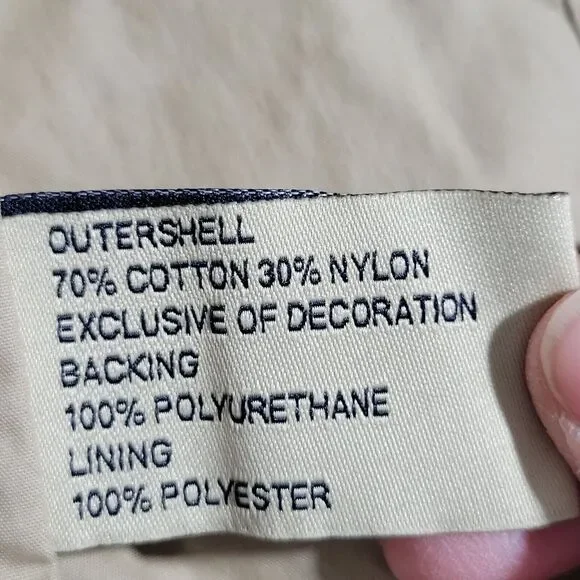 OUTERSHELL
70% COTTON 30% NYLON
EXCLUSIVE OF DECORATION
BACKING
100% POLYURETHANE
LINING
100% POLYESTER